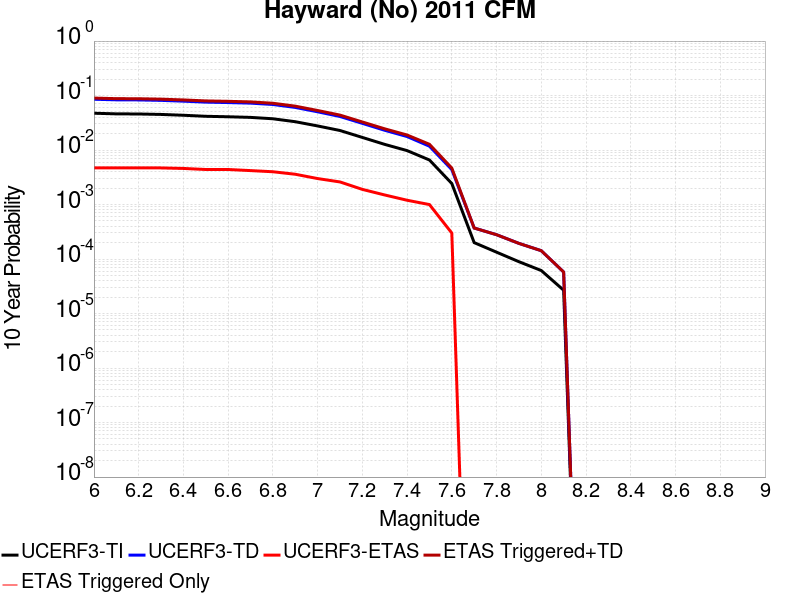 Hayward (No) 2011 CFM
10 0
10 -1
10 -2
10 -3
10 -4
10 -5
10 -6
10 -7
10 -8
10 Year Probability
6 6.2 6.4 6.6 6.8 7 7.2 7.4 7.6 7.8 8 8.2 8.4 8.6 8.8 9
Magnitude
UCERF3-TI UCERF3-TD UCERF3-ETAS ETAS Triggered+TD
ETAS Triggered Only